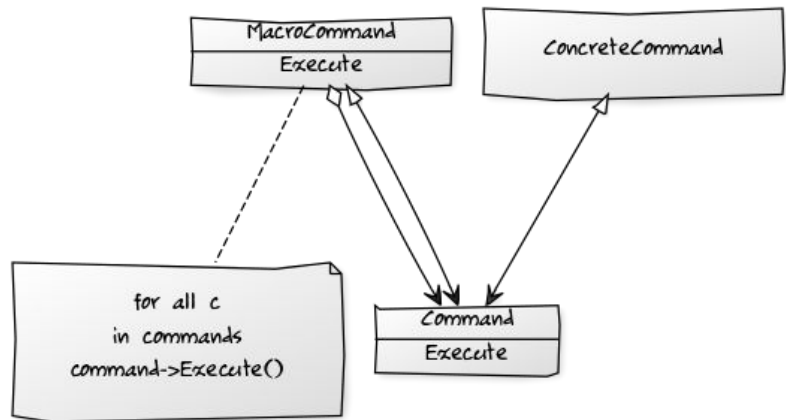 MacroCommand
Execute
ConcreteCommand
for all c
in commands
command->Execute()
Command
Execute